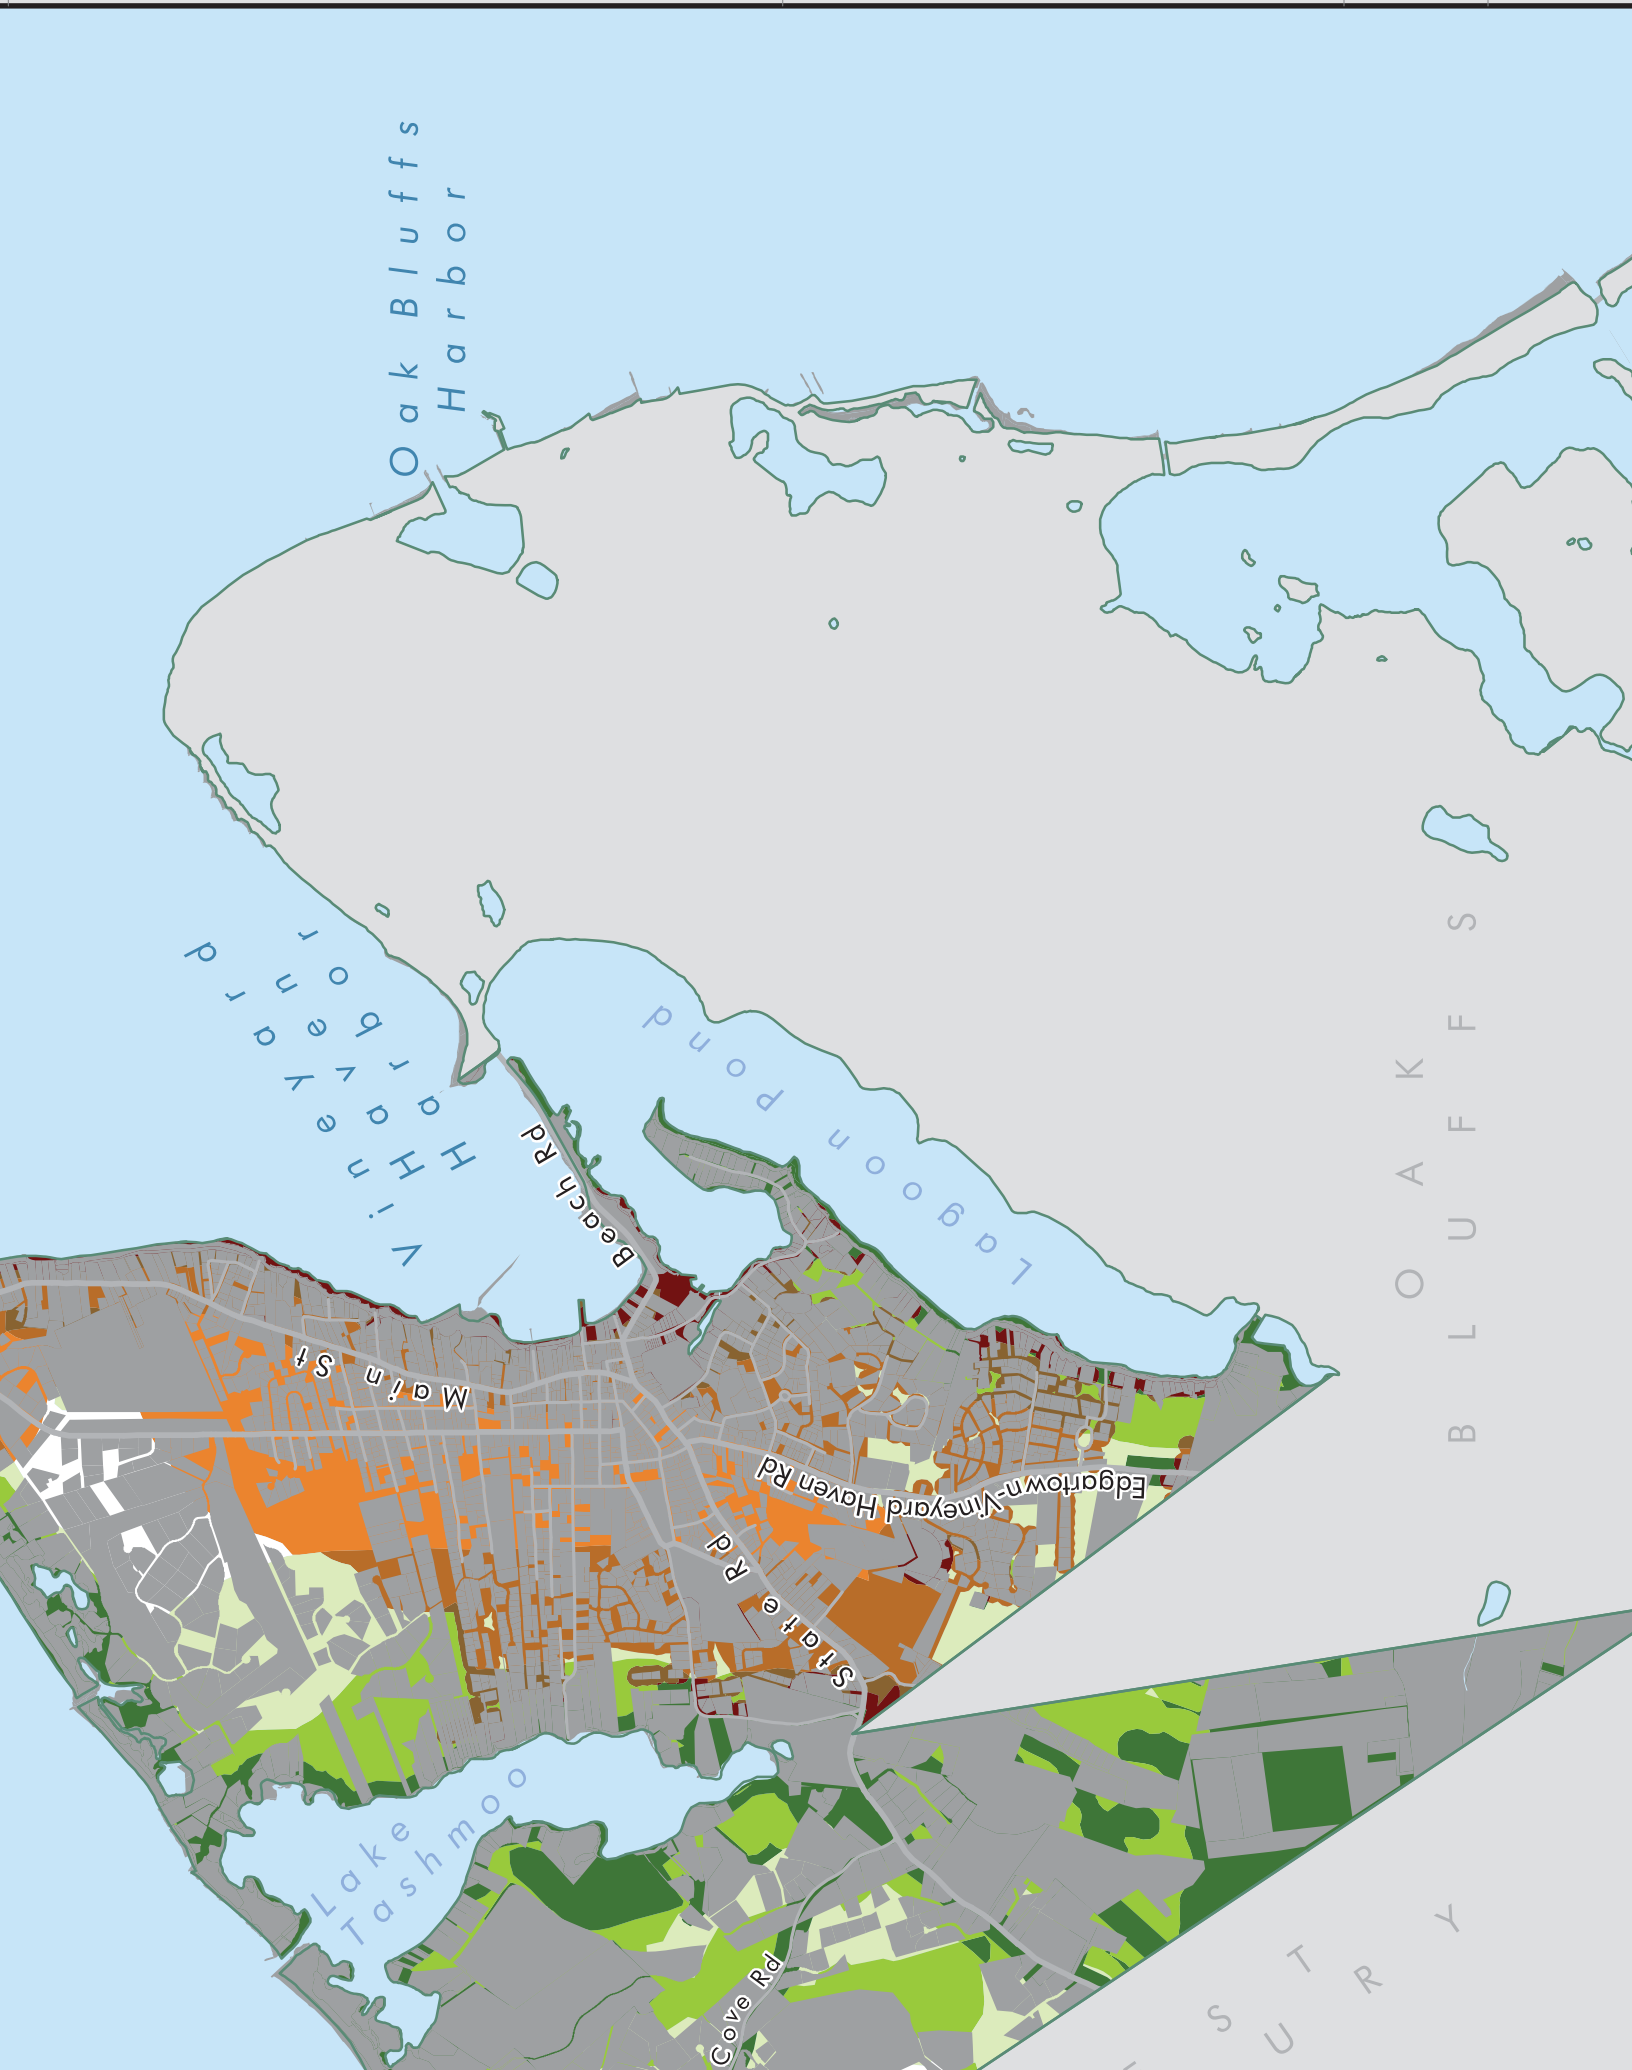 Oak Bluffs
Harbor
Vineyard
Haven
Harbor
Lagoon Pond
Beach Rd
Main St
Edgartown-Vineyard Haven Rd
State Rd
OAK
BLUFFS
Lake
Tashmoo
Cove Rd